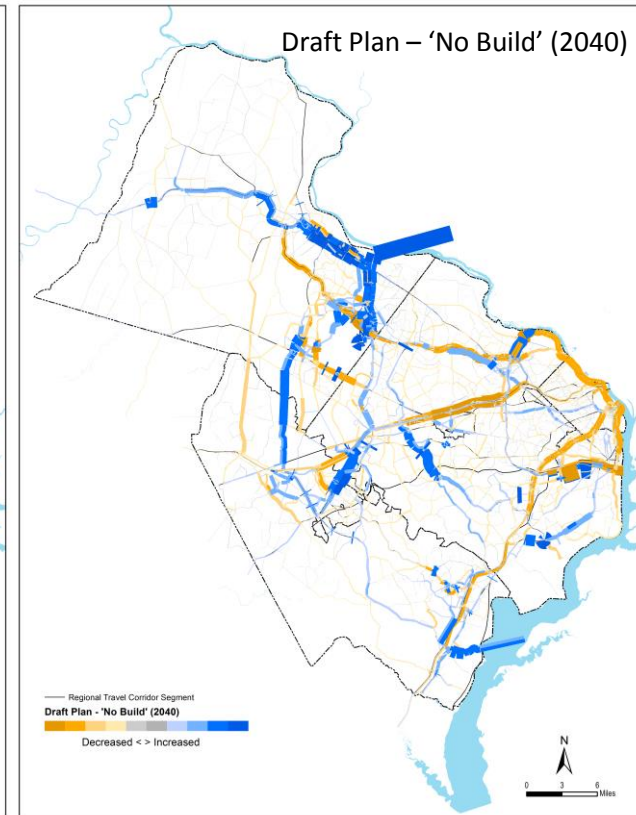 Draft Plan – ‘No Build’ (2040)
Regional Travel Corridor Segment
Draft Plan - 'No Build' (2040)
Decreased < > Increased
N
0 3 6
Miles